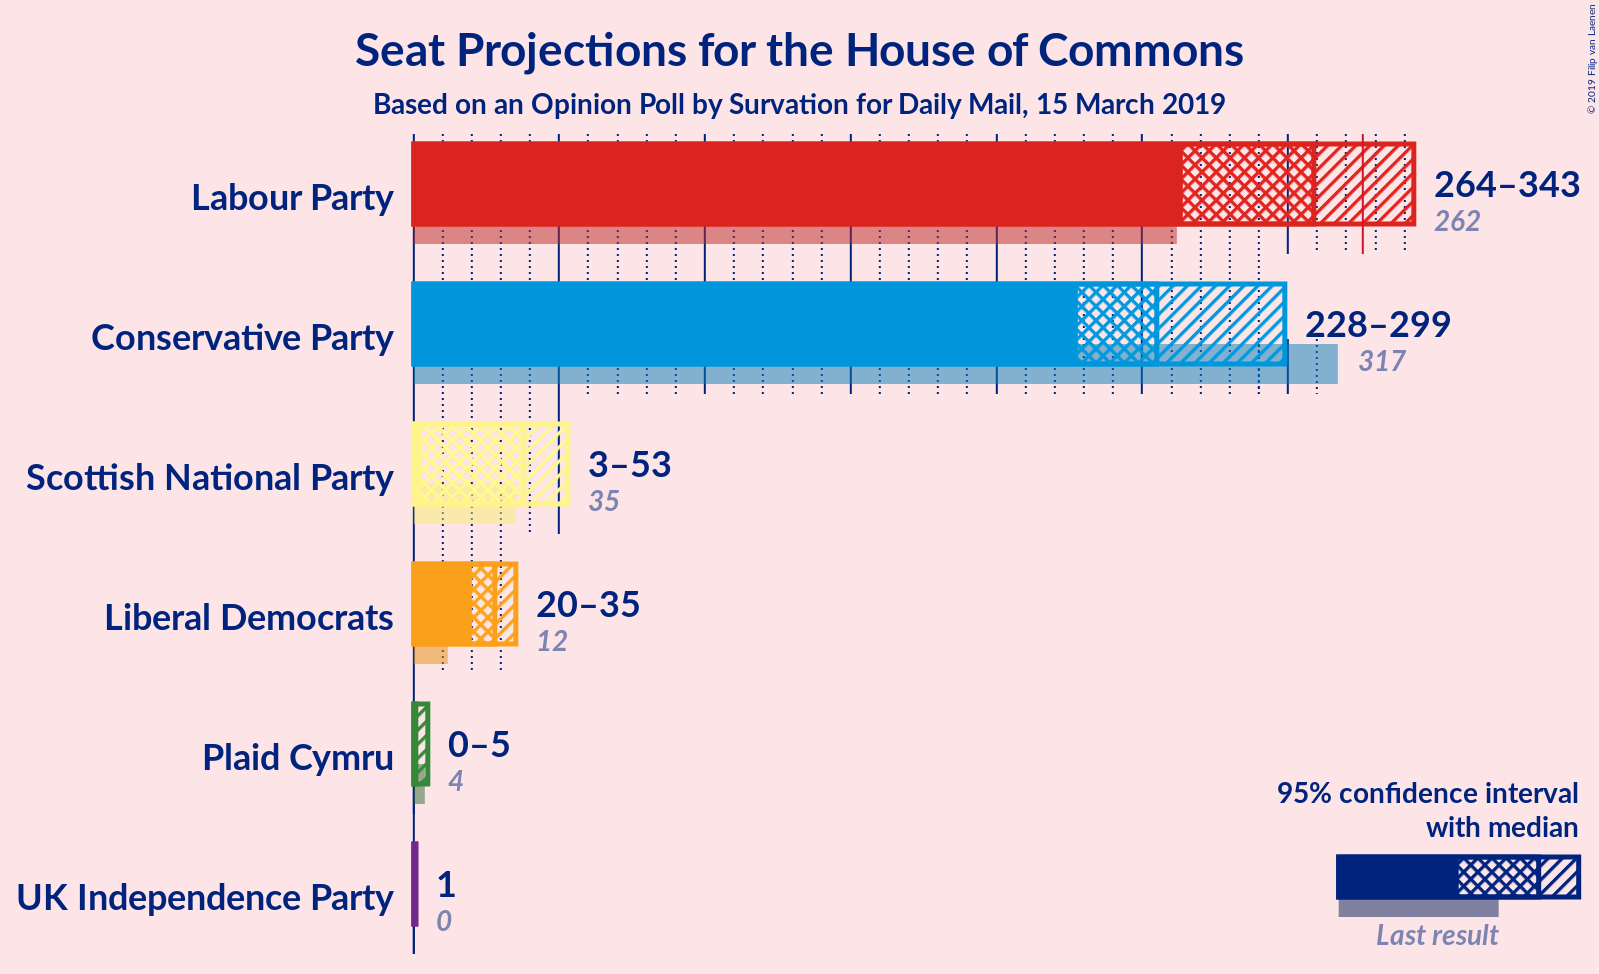 Seat Projections for the House of Commons
Based on an Opinion Poll by Survation for Daily Mail, 15 March 2019
© 2019 Filip van Laenen
Labour Party
264–343
262
Conservative Party
228–299
317
Scottish National Party
3–53
35
Liberal Democrats
20–35
12
Plaid Cymru
0–5
4
UK Independence Party
1
0
95% confidence interval
with median
Last result